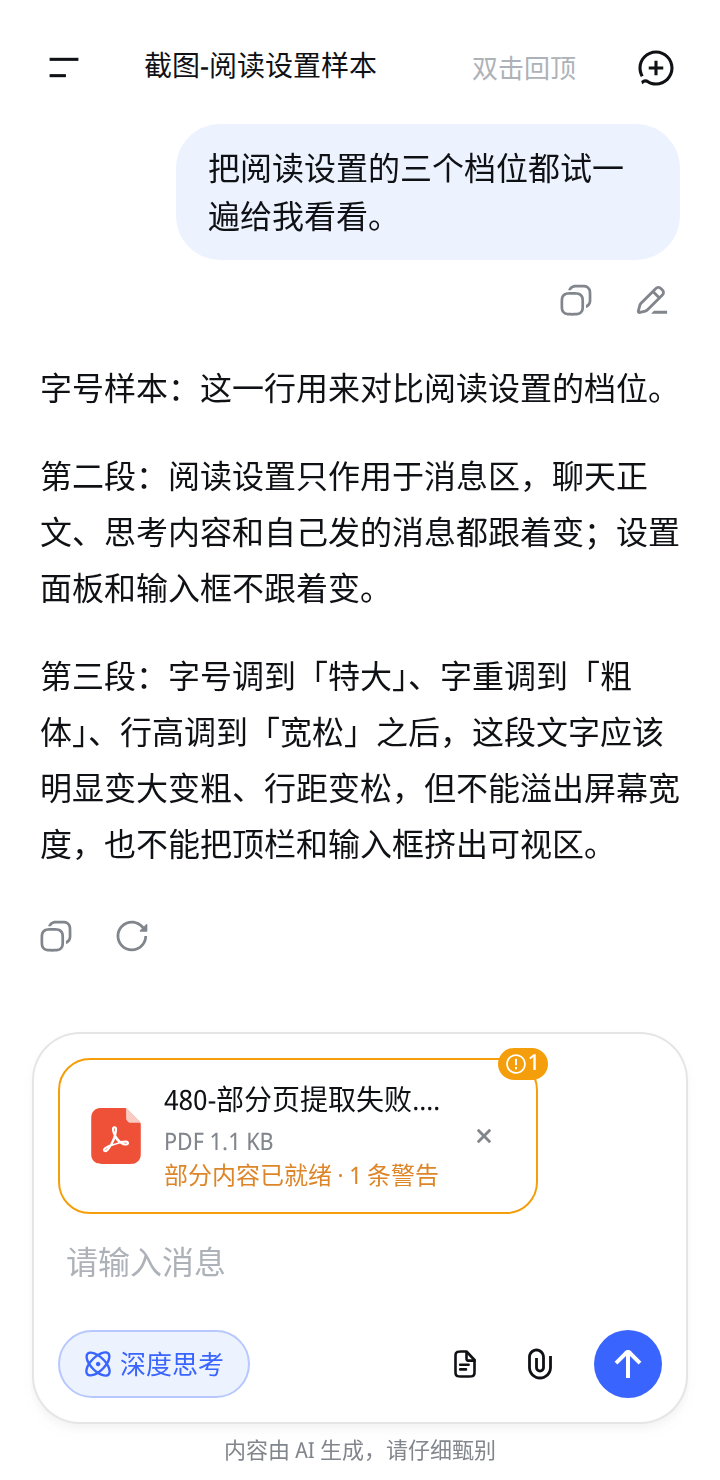 截图-阅读设置样本
双击回顶
把阅读设置的三个档位都试一
遍给我看看。
字号样本：这一行用来对比阅读设置的档位。
第二段：阅读设置只作用于消息区，聊天正
文、思考内容和自己发的消息都跟着变；设置
面板和输入框不跟着变。
第三段：字号调到「特大」、字重调到「粗
体」、行高调到「宽松」之后，这段文字应该
明显变大变粗、行距变松，但不能溢出屏幕宽
度，也不能把顶栏和输入框挤出可视区。
1
480-部分页提取失败....
PDF 1.1 KB
部分内容已就绪 · 1 条警告
请输入消息
深度思考
内容由 AI 生成，请仔细甄别